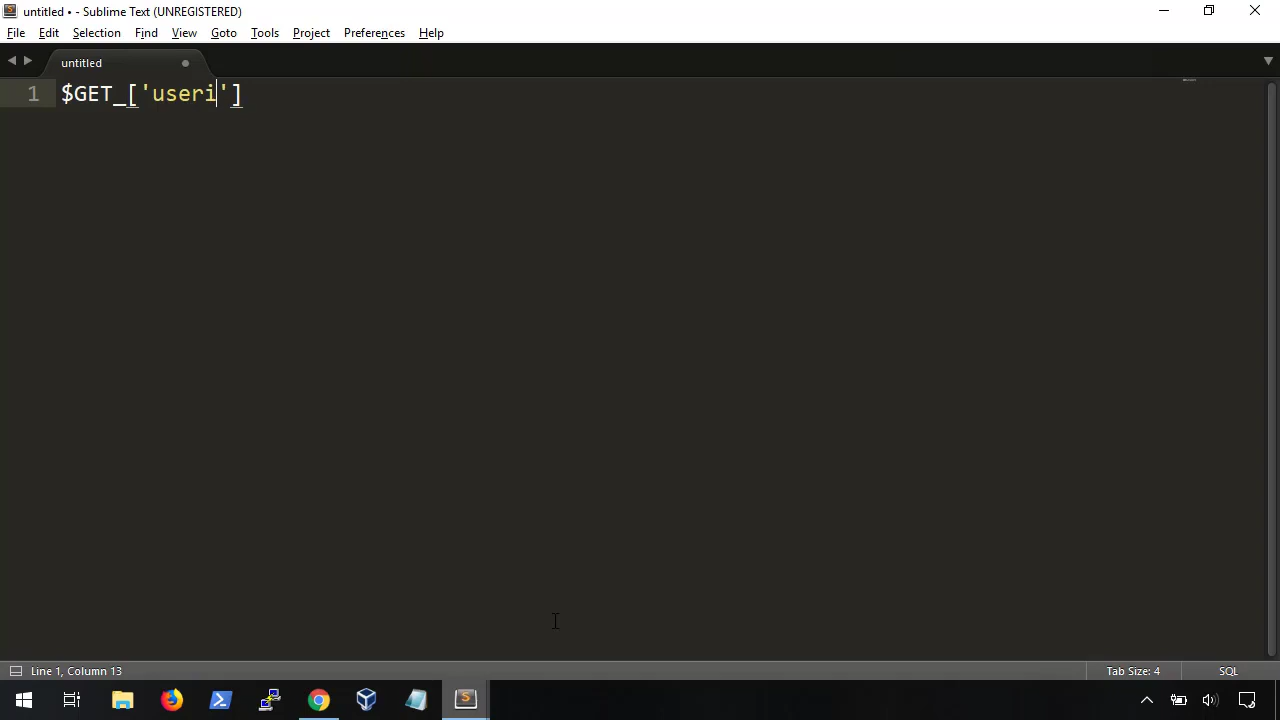 untitled • - Sublime Text (UNREGISTERED)
File Edit Selection Find View Goto Tools Project Preferences Help
untitled
1 $GET_['useri']
Line 1, Column 13 Tab Size: 4 SQL